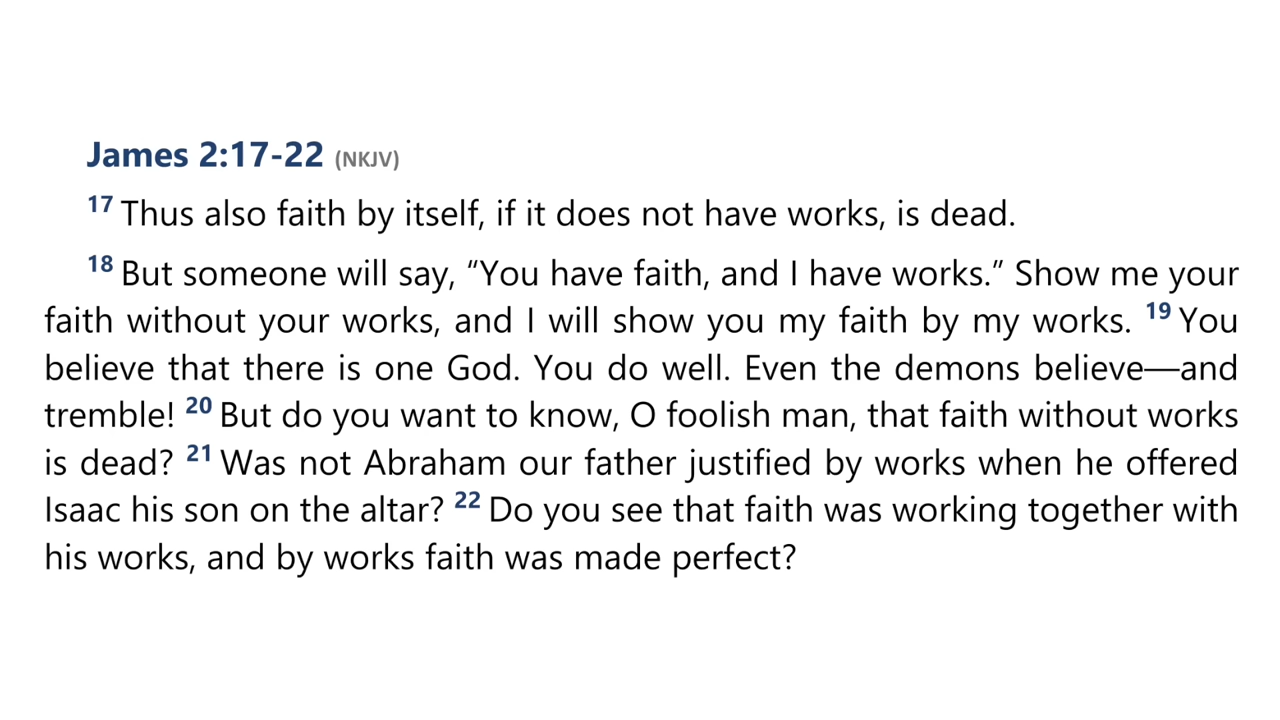 James 2:17-22 (NKJV)
17 Thus also faith by itself, if it does not have works, is dead.
18 But someone will say, “You have faith, and I have works.” Show me your
faith without your works, and I will show you my faith by my works. 19 You
believe that there is one God. You do well. Even the demons believe—and
tremble! 20 But do you want to know, O foolish man, that faith without works
is dead? 21 Was not Abraham our father justified by works when he offered
Isaac his son on the altar? 22 Do you see that faith was working together with
his works, and by works faith was made perfect?